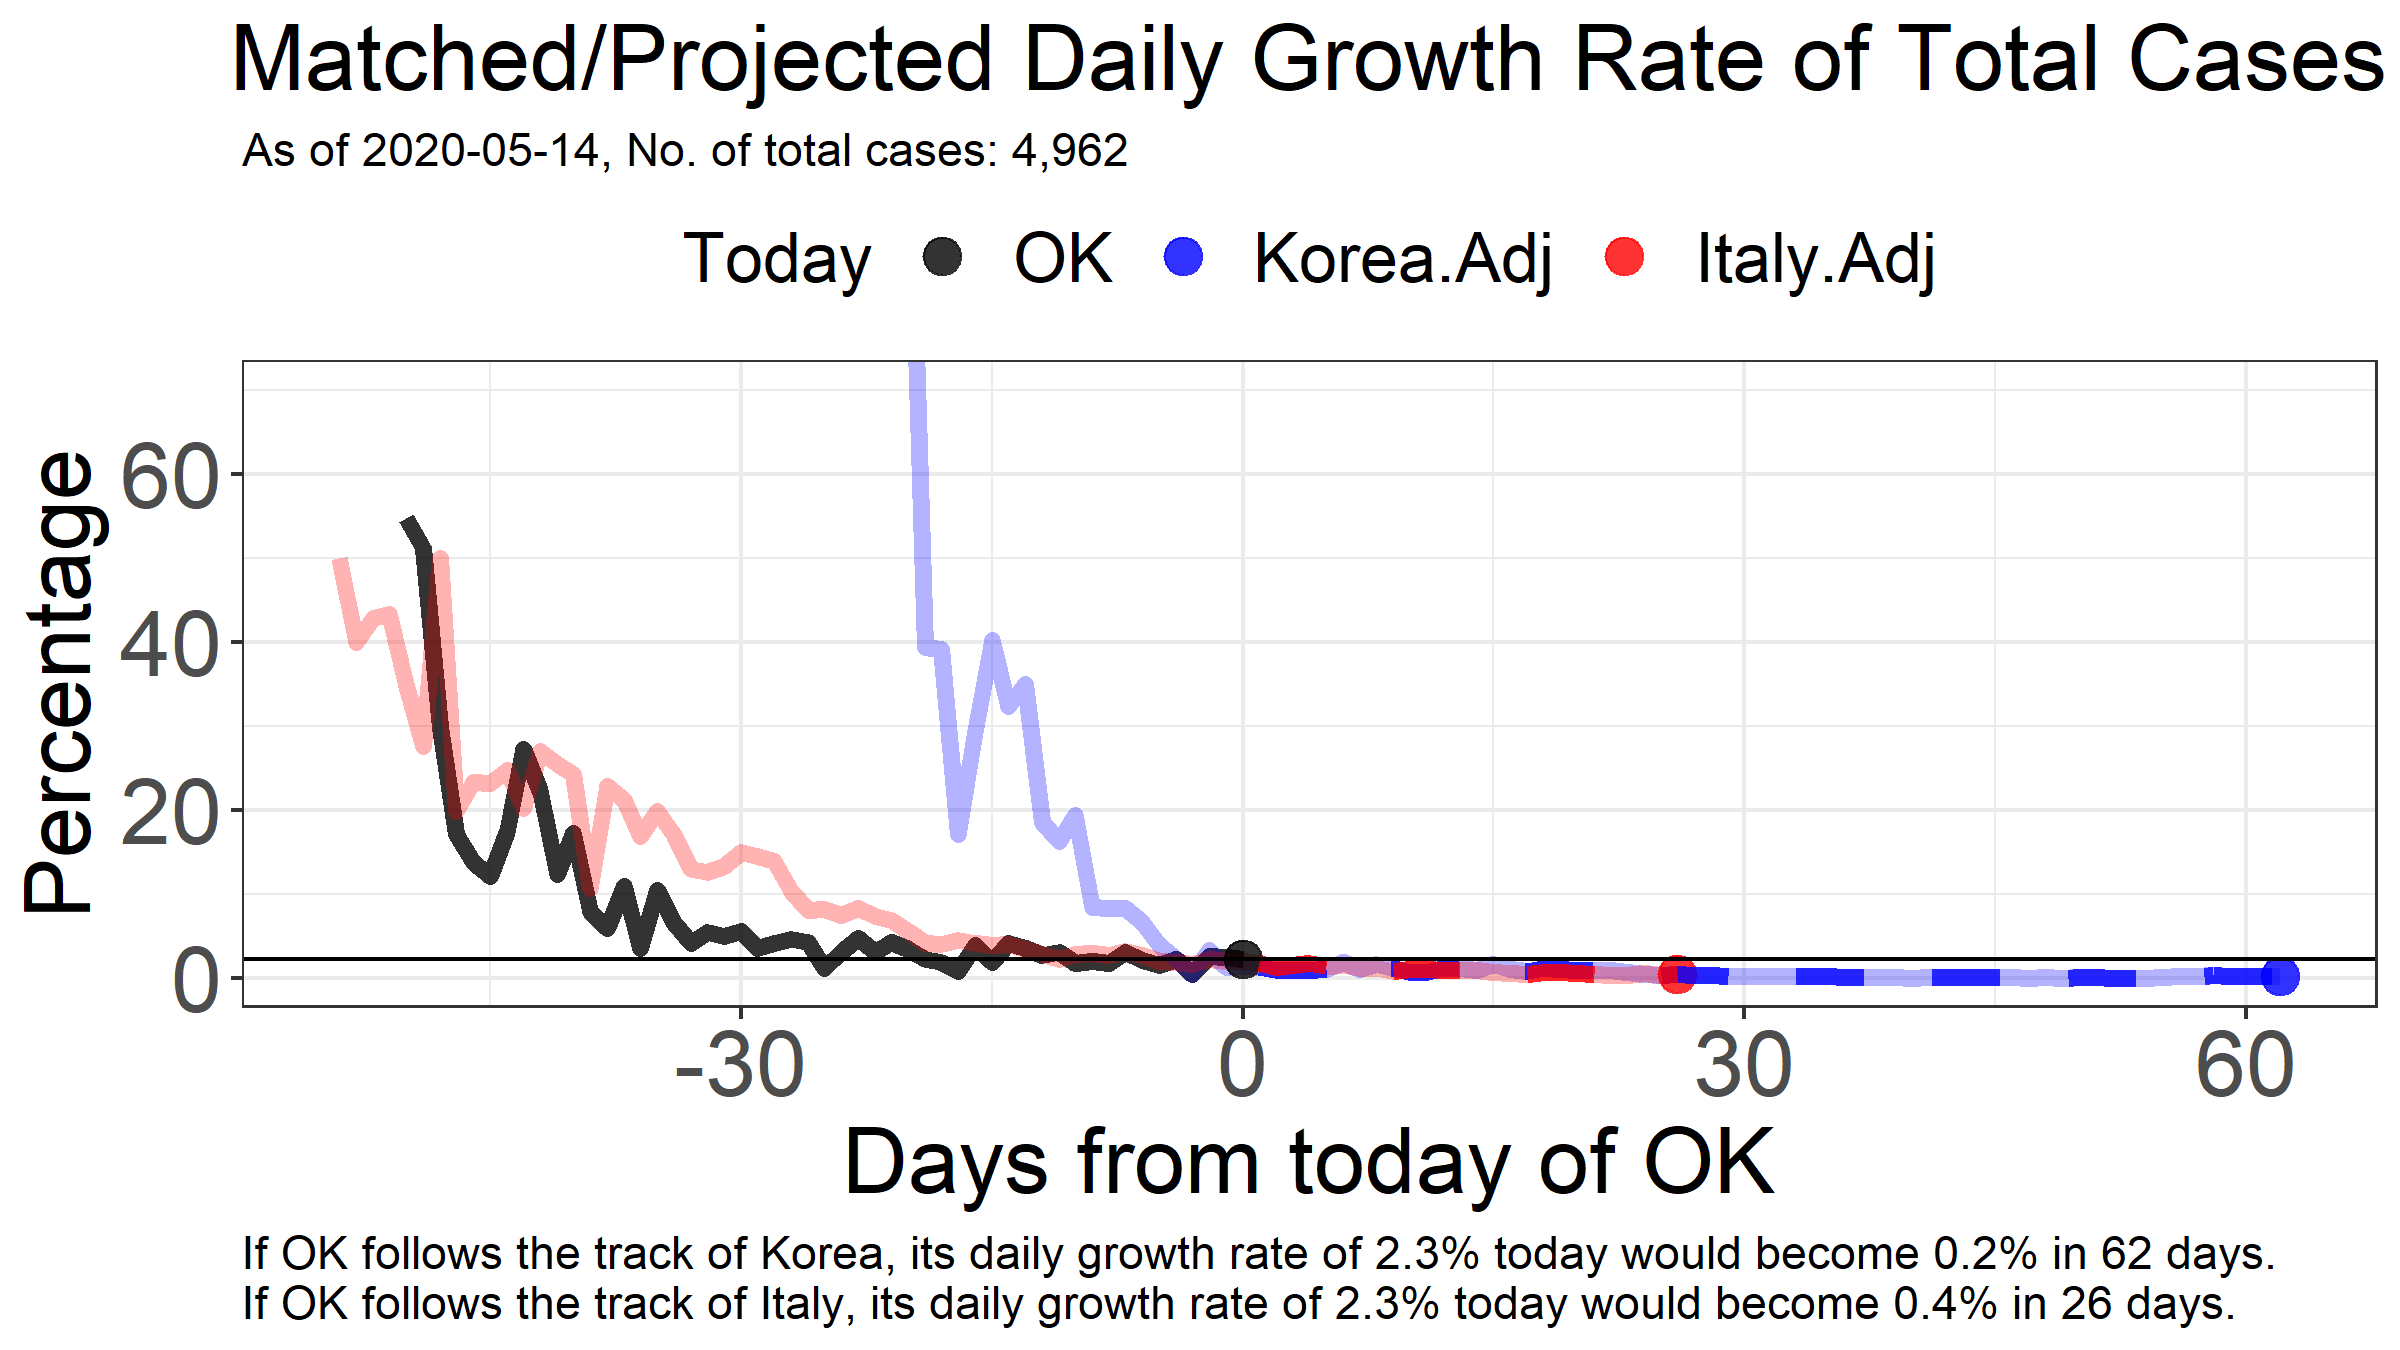 Matched/Projected Daily Growth Rate of Total Cases
As of 2020-05-14, No. of total cases: 4,962
Today OK Korea.Adj Italy.Adj
Percentage
60
40
20
0
-30 0 30 60
Days from today of OK
If OK follows the track of Korea, its daily growth rate of 2.3% today would become 0.2% in 62 days.
If OK follows the track of Italy, its daily growth rate of 2.3% today would become 0.4% in 26 days.